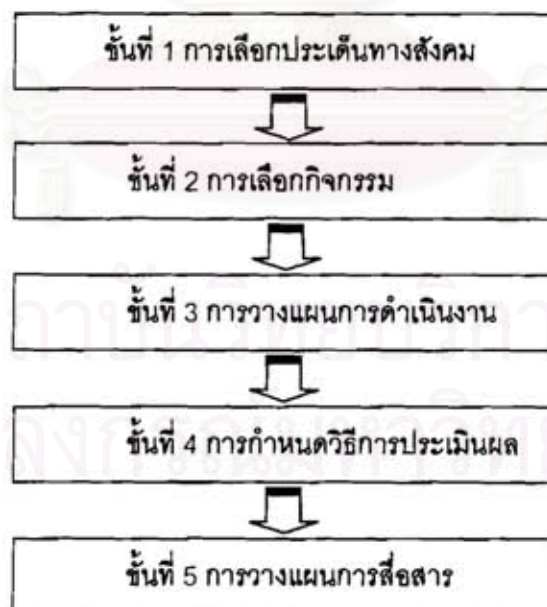 ขั้นที่ 1 การเลือกประเด็นทางสังคม
ขั้นที่ 2 การเลือกกิจกรรม
ขั้นที่ 3 การวางแผนการดำเนินงาน
ขั้นที่ 4 การกำหนดวิธีการประเมินผล
ขั้นที่ 5 การวางแผนการสื่อสาร